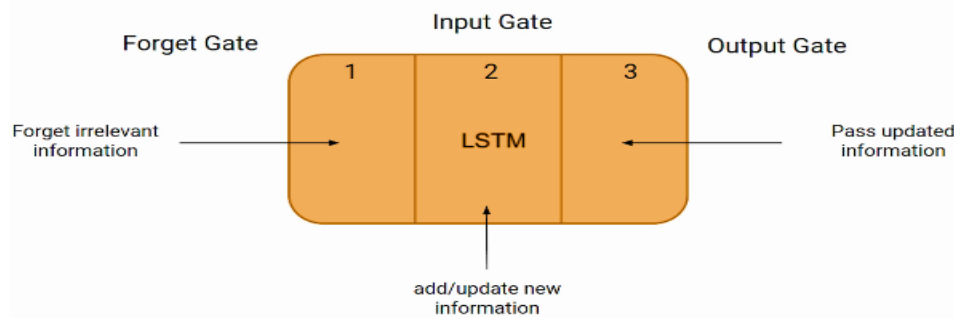 Input Gate
Forget Gate
Output Gate
1
2
3
Forget irrelevant
information
LSTM
Pass updated
information
add/update new
information